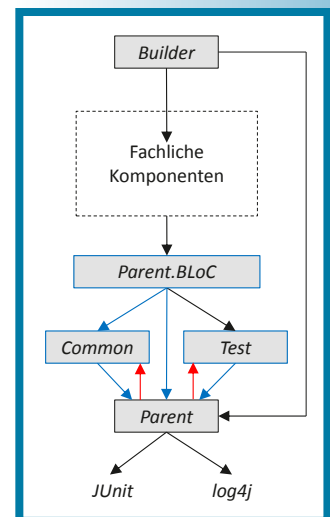 Builder
Fachliche
Komponenten
Parent.BLoC
Common
Test
Parent
JUnit
log4j